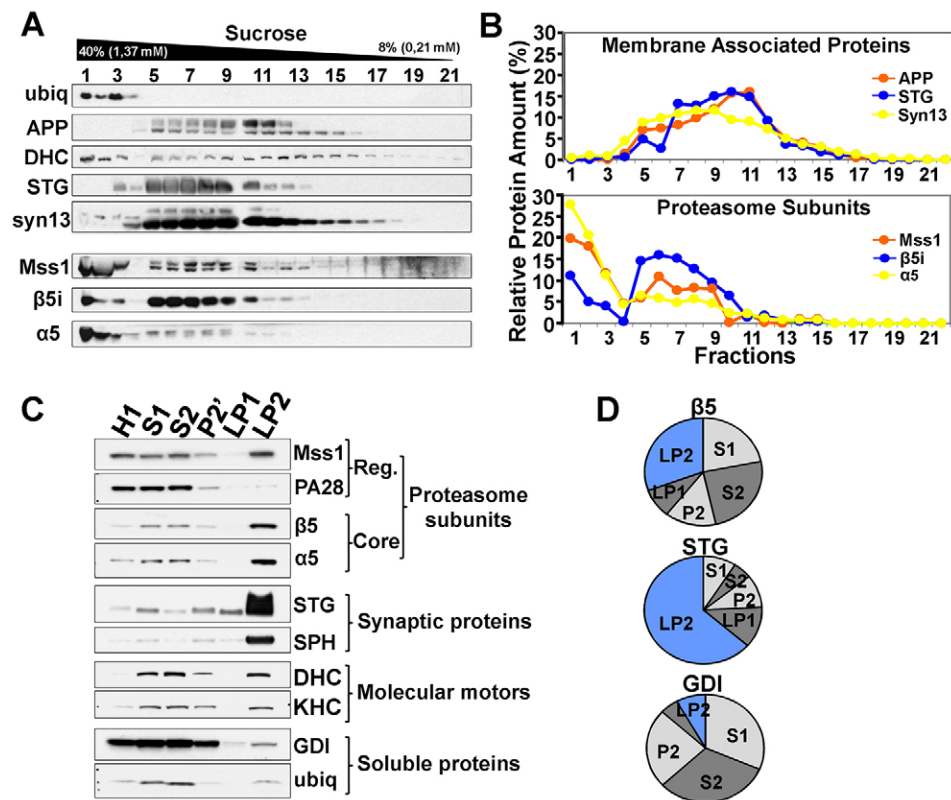 A
Sucrose
40% (1,37 mM)
8% (0,21 mM)
1 3 5 7 9 11 13 15 17 19 21
ubiq
APP
DHC
STG
syn13
Mss1
β5i
α5
B
Relative Protein Amount (%)
Membrane Associated Proteins
30
25
20
15
10
5
0
APP
STG
Syn13
1 3 5 7 9 11 13 15 17 19 21
Proteasome Subunits
30
25
20
15
10
5
0
Mss1
β5i
α5
1 3 5 7 9 11 13 15 17 19 21
Fractions
C
H1 S1 S2 P2' LP1 LP2
Mss1
PA28
Reg.
β5
α5
Core
Proteasome
subunits
STG
SPH
Synaptic proteins
DHC
KHC
Molecular motors
GDI
ubiq
Soluble proteins
D
β5
LP2
S1
LP1
S2
P2
STG
S1
S2
P2
LP1
LP2
GDI
LP2
S1
P2
S2